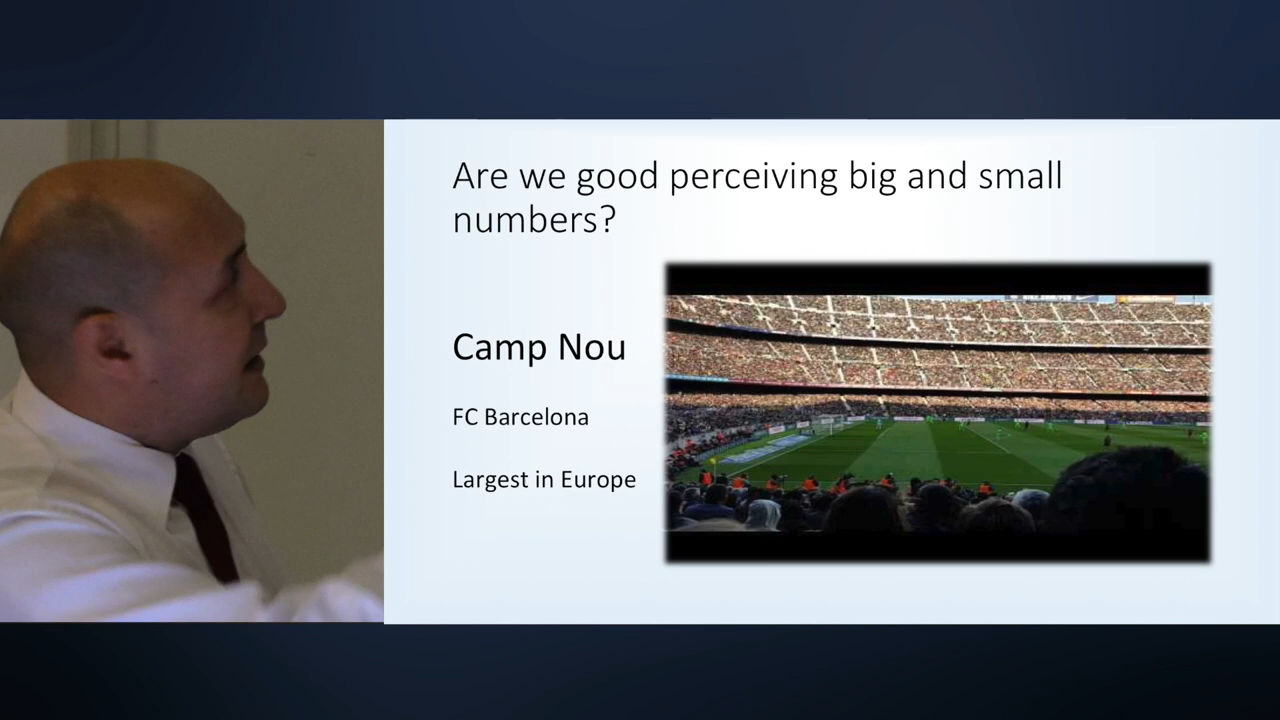 Are we good perceiving big and small
numbers?
Camp Nou
FC Barcelona
Largest in Europe